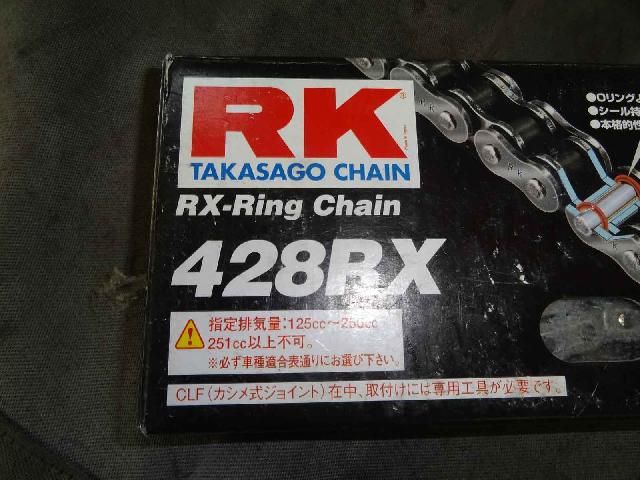 RK
TAKASAGO CHAIN
RX-Ring Chain
428RX
●Oリング
●シール
●本格的性
指定排気量:125cc～250cc
251cc以上不可。
※必ず車種適合表通りにお選び下さい。
CLF(カシメ式ジョイント)在中、取付けには専用工具が必要です。